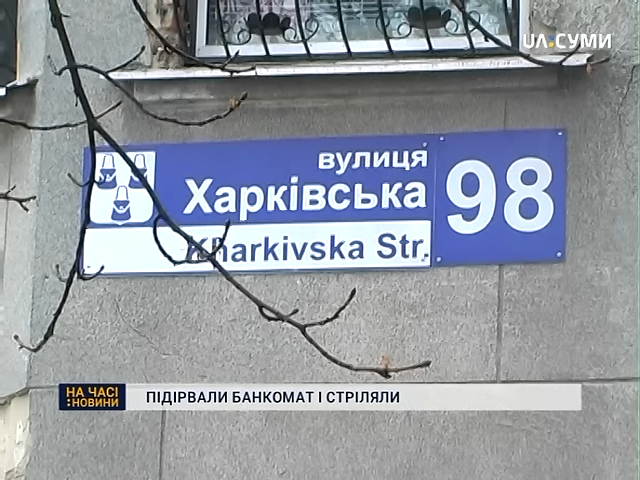 UA:СУМИ
вулиця
Харківська
Kharkivska Str.
98
НА ЧАСІ
:НОВИНИ
ПІДІРВАЛИ БАНКОМАТ І СТРІЛЯЛИ